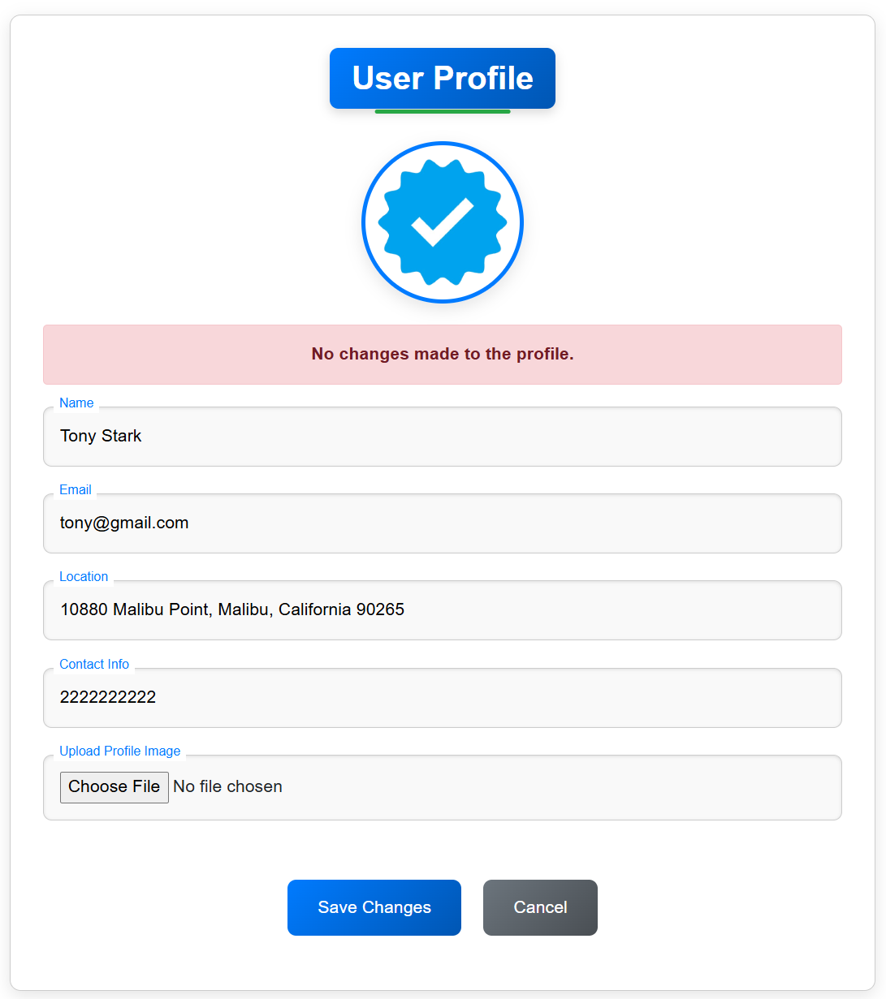 User Profile
No changes made to the profile.
Name
Tony Stark
Email
tony@gmail.com
Location
10880 Malibu Point, Malibu, California 90265
Contact Info
2222222222
Upload Profile Image
Choose File No file chosen
Save Changes Cancel